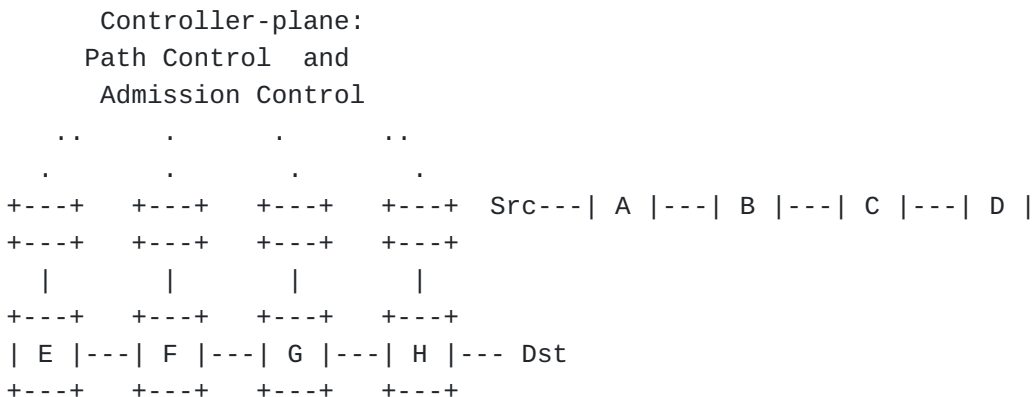 Controller-plane:
     Path Control  and
      Admission Control
   ..     .      .      ..
  .       .       .       .
+---+   +---+   +---+   +---+  Src---| A |---| B |---| C |---| D |
+---+   +---+   +---+   +---+
  |       |       |       |
+---+   +---+   +---+   +---+
| E |---| F |---| G |---| H |--- Dst
+---+   +---+   +---+   +---+